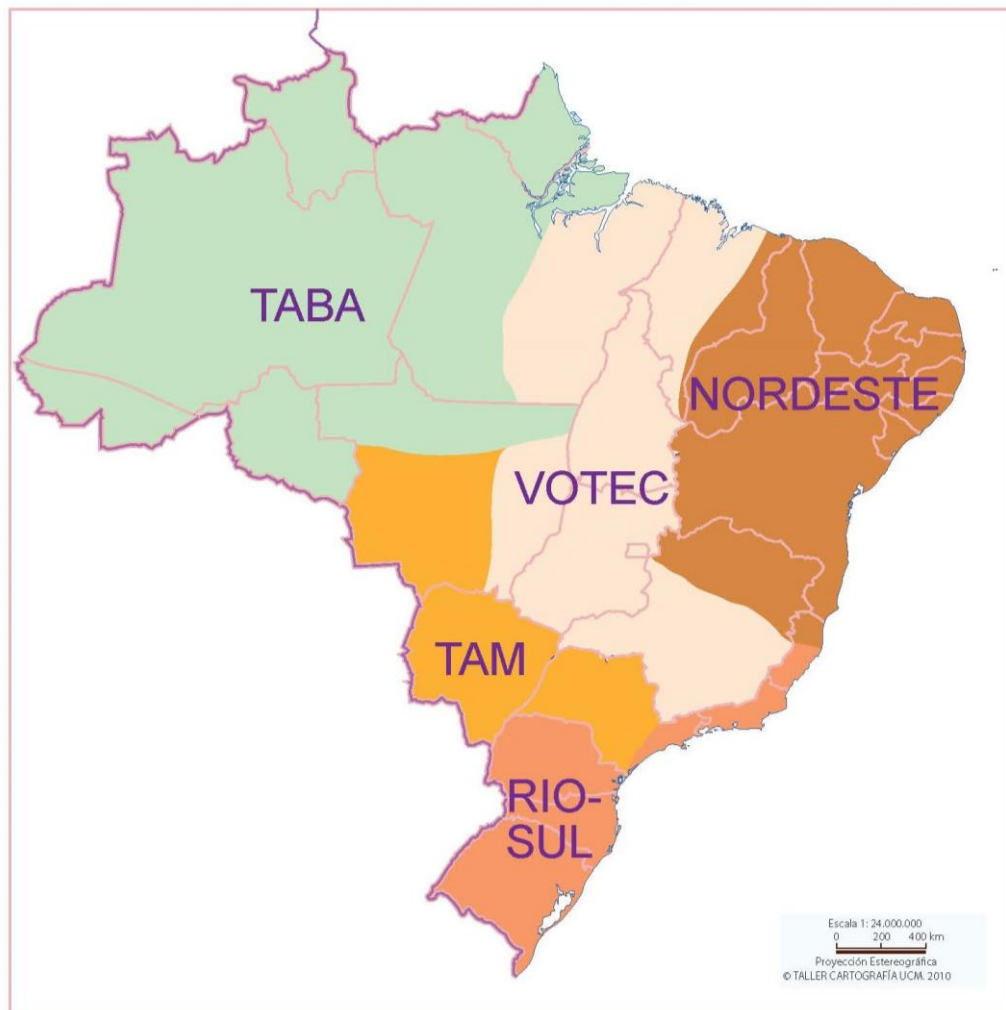 TABA
NORDESTE
VOTEC
TAM
RIO-
SUL
Escala 1: 24.000.000
0 200 400 km
Proyección Estereográfica
© TALLER CARTOGRAFÍA UCM. 2010